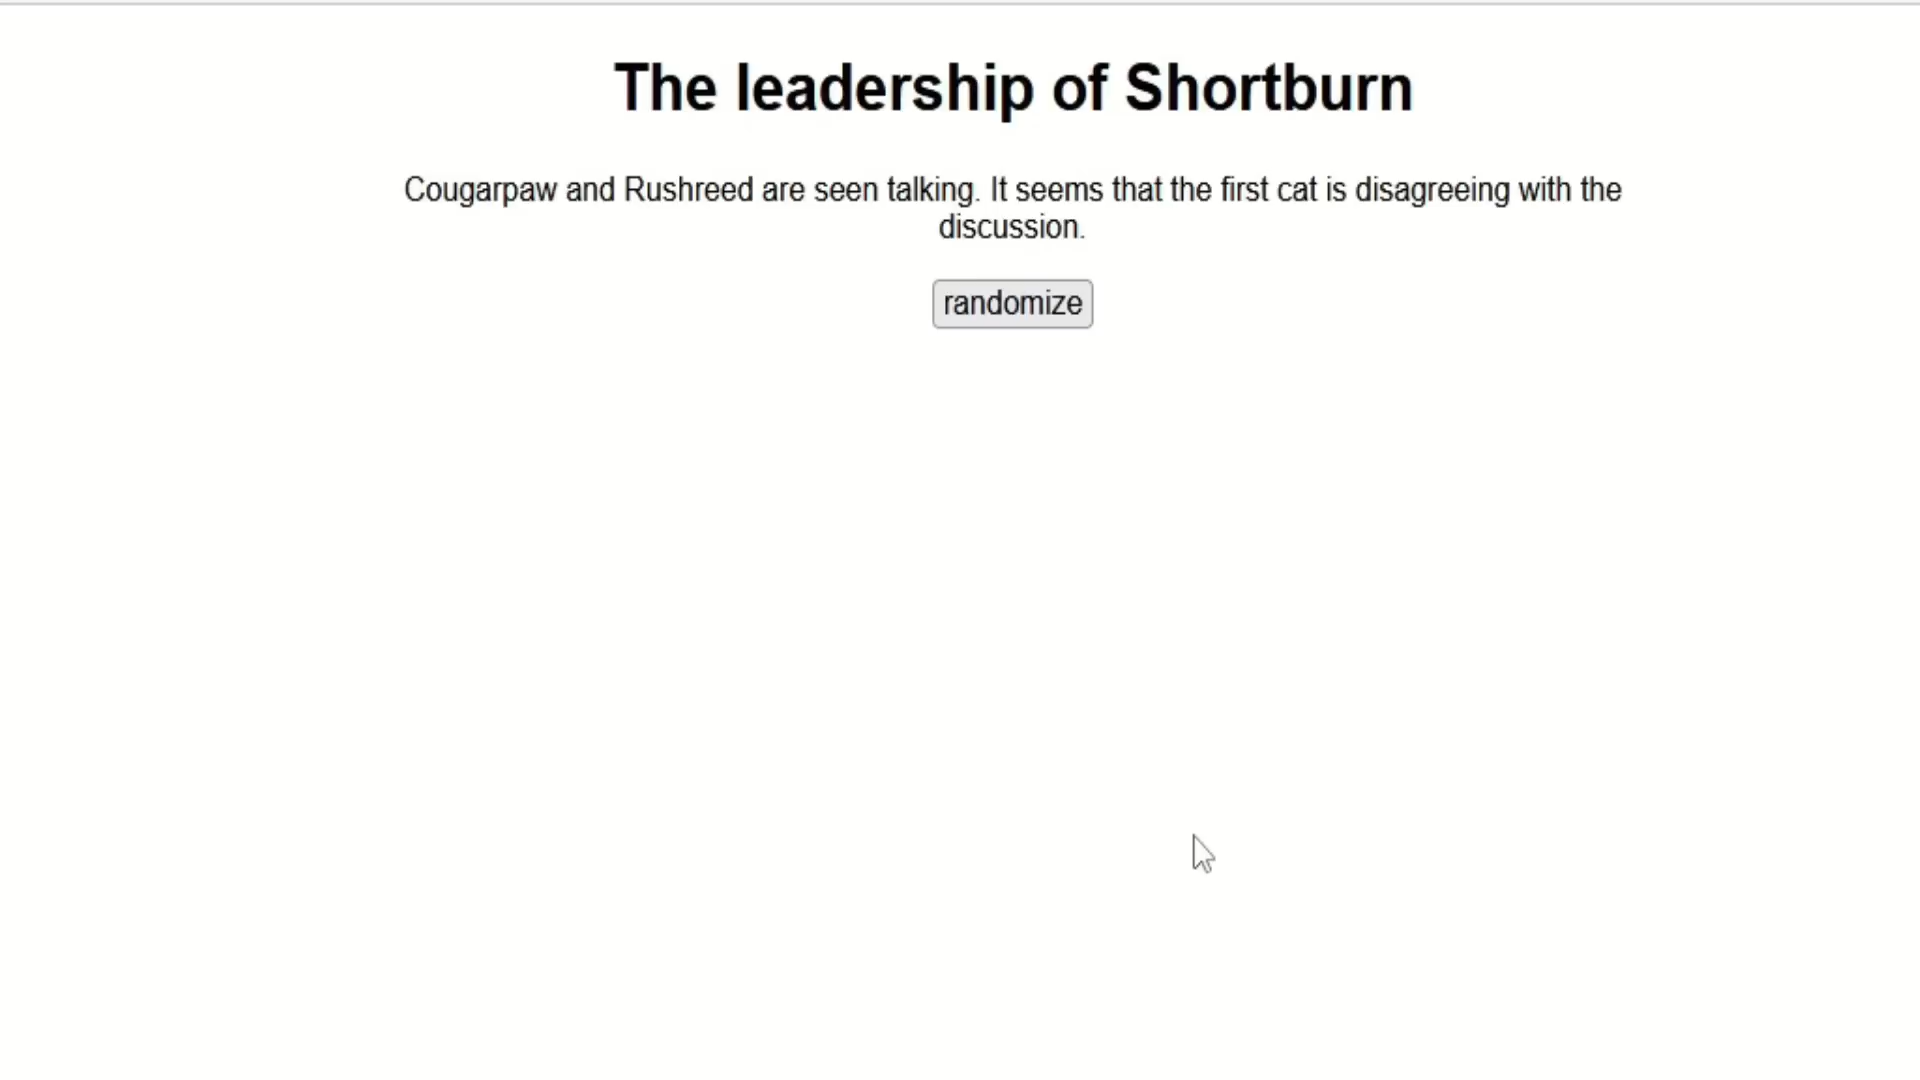 The leadership of Shortburn
Cougarpaw and Rushreed are seen talking. It seems that the first cat is disagreeing with the
discussion.
randomize